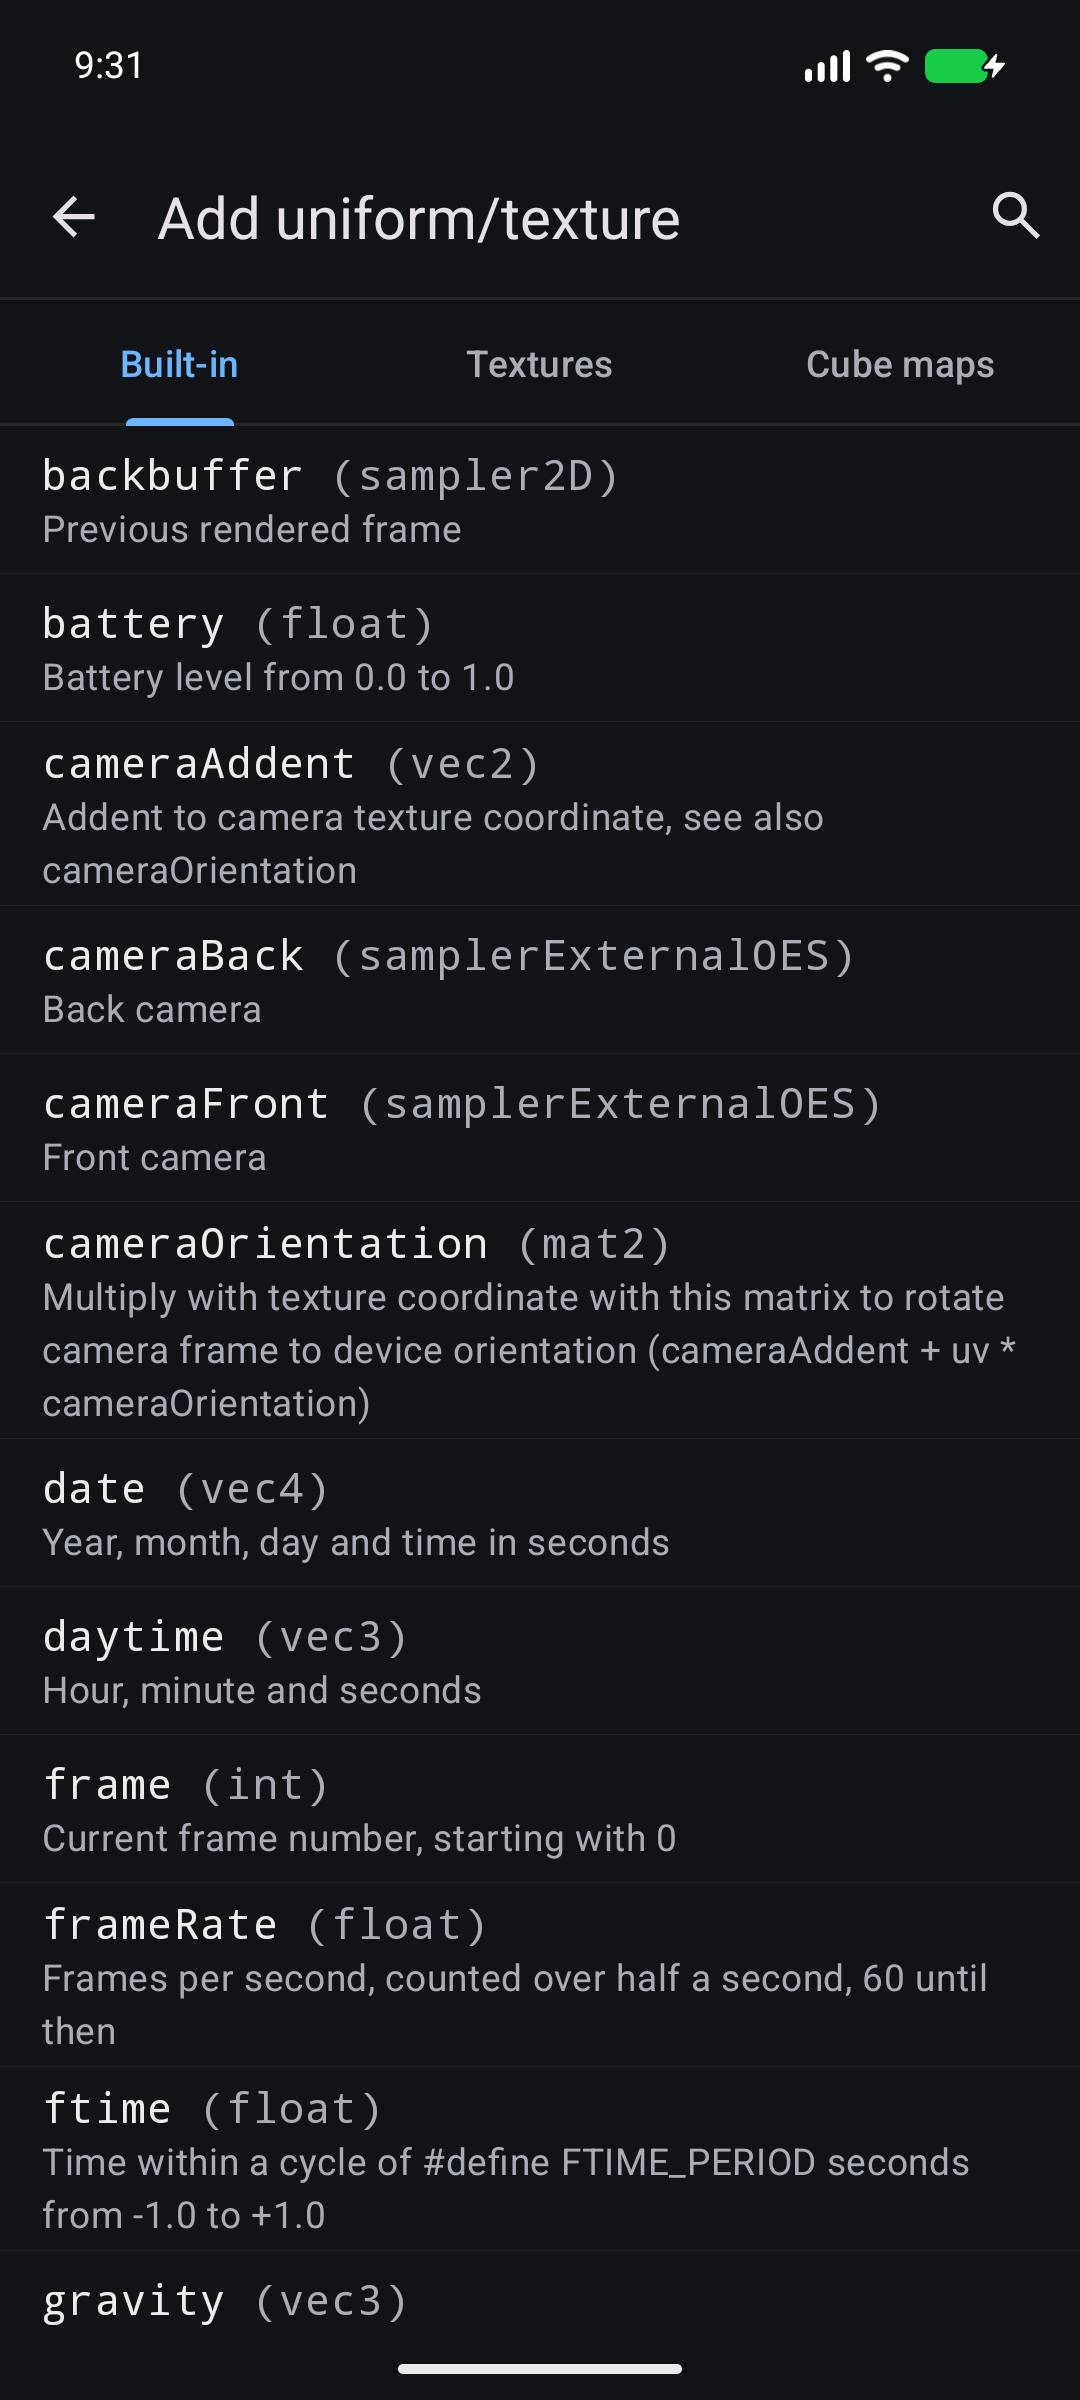 9:31
Add uniform/texture
Built-in
Textures
Cube maps
backbuffer (sampler2D)
Previous rendered frame
battery (float)
Battery level from 0.0 to 1.0
cameraAddent (vec2)
Addent to camera texture coordinate, see also
cameraOrientation
cameraBack (samplerExternalOES)
Back camera
cameraFront (samplerExternalOES)
Front camera
cameraOrientation (mat2)
Multiply with texture coordinate with this matrix to rotate
camera frame to device orientation (cameraAddent + uv *
cameraOrientation)
date (vec4)
Year, month, day and time in seconds
daytime (vec3)
Hour, minute and seconds
frame (int)
Current frame number, starting with 0
frameRate (float)
Frames per second, counted over half a second, 60 until
then
ftime (float)
Time within a cycle of #define FTIME_PERIOD seconds
from -1.0 to +1.0
gravity (vec3)